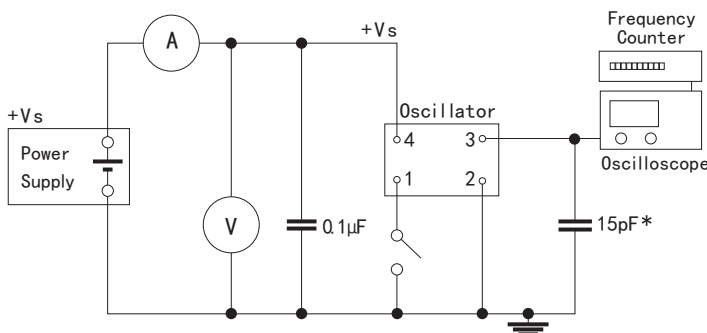 Frequency
Counter
+Vs
A
Oscillator
+Vs
4
3
Power
Supply
Oscilloscope
1
2
V
0.1μF
15pF*